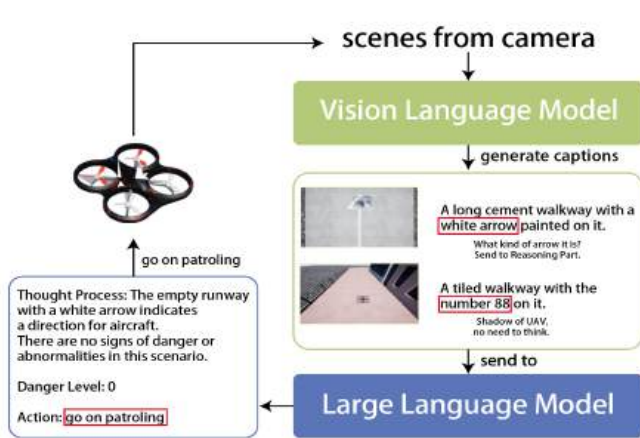 scenes from camera
Vision Language Model
generate captions
A long cement walkway with a
white arrow painted on it.
What kind of arrow it is?
Send to Reasoning Part.
A tiled walkway with the
number 88 on it.
Shadow of UAV,
no need to think.
send to
Large Language Model
go on patroling
Thought Process: The empty runway
with a white arrow indicates
a direction for aircraft.
There are no signs of danger or
abnormalities in this scenario.
Danger Level: 0
Action: go on patroling